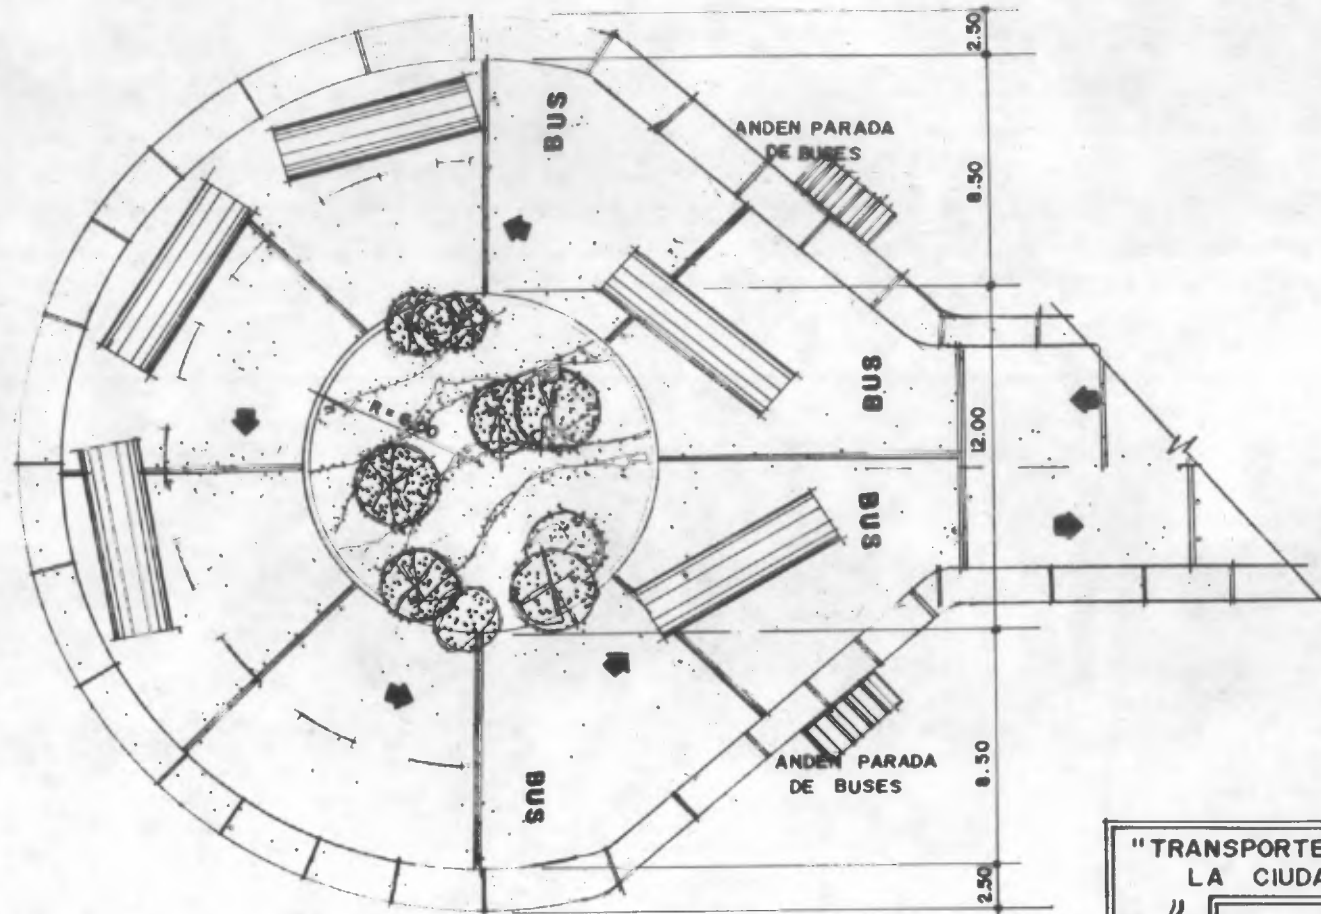 2.50
BUS
ANDEN PARADA
DE BUSES
8.50
BUS
12.00
BUS
ANDEN PARADA
DE BUSES
8.50
BUS
2.50
"TRANSPORTE
LA CIUDA
"